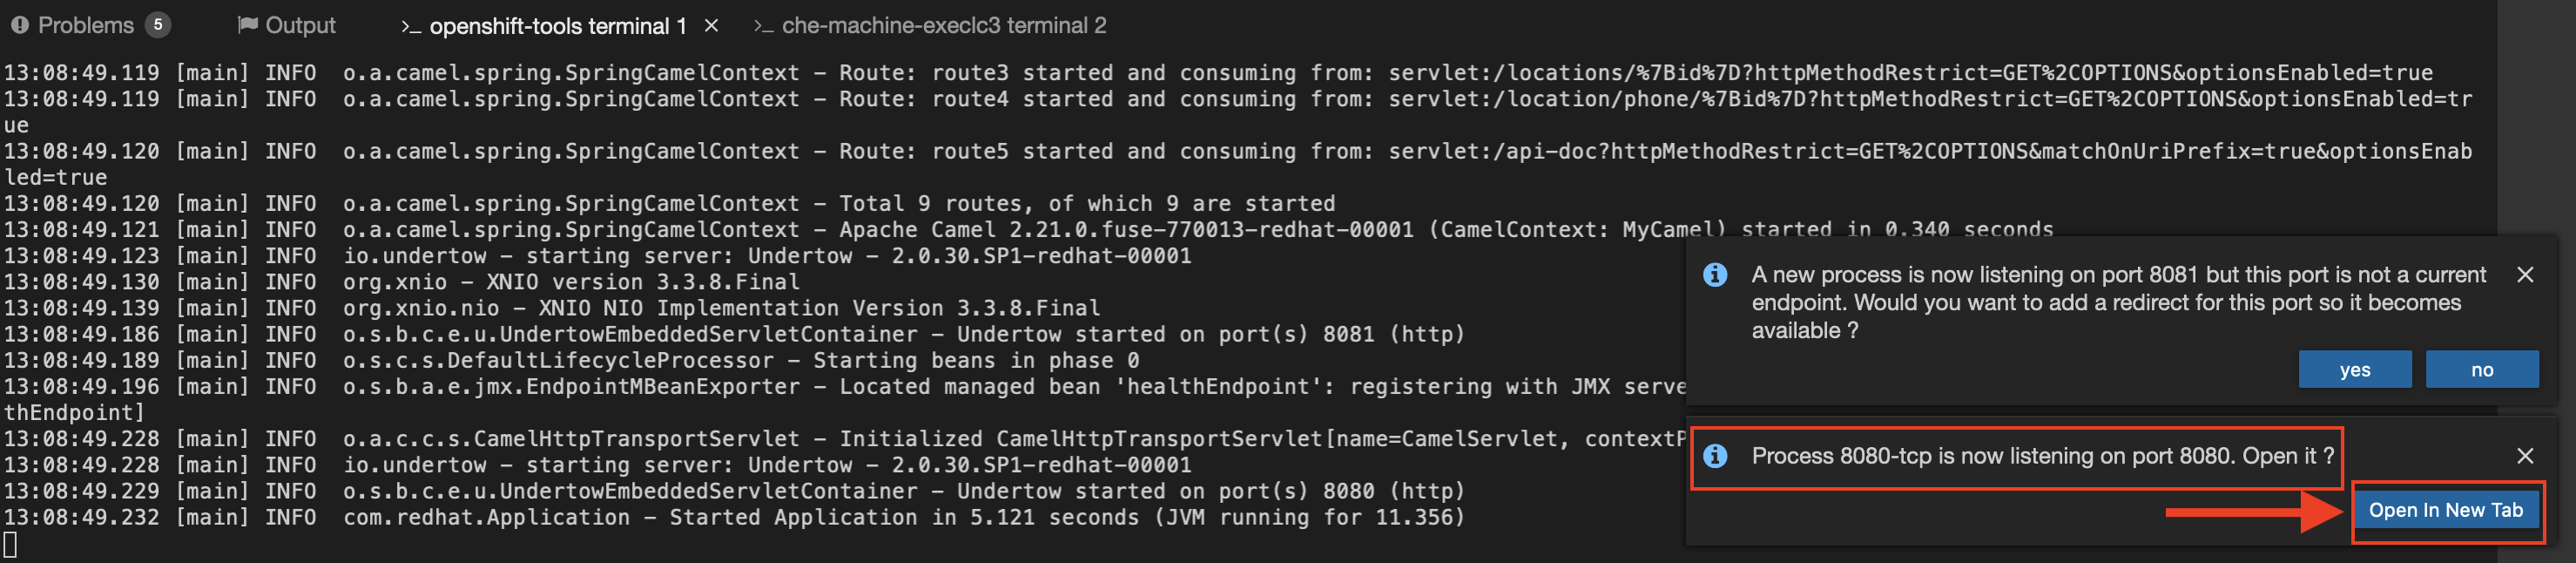 Problems 5 Output >_ openshift-tools terminal 1 × >_ che-machine-execlc3 terminal 2
13:08:49.119 [main] INFO  o.a.camel.spring.SpringCamelContext – Route: route3 started and consuming from: servlet:/locations/%7Bid%7D?httpMethodRestrict=GET%2COPTIONS&optionsEnabled=true
13:08:49.119 [main] INFO  o.a.camel.spring.SpringCamelContext – Route: route4 started and consuming from: servlet:/location/phone/%7Bid%7D?httpMethodRestrict=GET%2COPTIONS&optionsEnabled=tr
ue
13:08:49.120 [main] INFO  o.a.camel.spring.SpringCamelContext – Route: route5 started and consuming from: servlet:/api-doc?httpMethodRestrict=GET%2COPTIONS&matchOnUriPrefix=true&optionsEnab
led=true
13:08:49.120 [main] INFO  o.a.camel.spring.SpringCamelContext – Total 9 routes, of which 9 are started
13:08:49.121 [main] INFO  o.a.camel.spring.SpringCamelContext – Apache Camel 2.21.0.fuse-770013-redhat-00001 (CamelContext: MyCamel) started in 0.340 seconds
13:08:49.123 [main] INFO  io.undertow – starting server: Undertow – 2.0.30.SP1-redhat-00001
13:08:49.130 [main] INFO  org.xnio – XNIO version 3.3.8.Final
13:08:49.139 [main] INFO  org.xnio.nio – XNIO NIO Implementation Version 3.3.8.Final
13:08:49.186 [main] INFO  o.s.b.c.e.u.UndertowEmbeddedServletContainer – Undertow started on port(s) 8081 (http)
13:08:49.189 [main] INFO  o.s.c.s.DefaultLifecycleProcessor – Starting beans in phase 0
13:08:49.196 [main] INFO  o.s.b.a.e.jmx.EndpointMBeanExporter – Located managed bean 'healthEndpoint': registering with JMX serve
thEndpoint]
13:08:49.228 [main] INFO  o.a.c.c.s.CamelHttpTransportServlet – Initialized CamelHttpTransportServlet[name=CamelServlet, contextP
13:08:49.228 [main] INFO  io.undertow – starting server: Undertow – 2.0.30.SP1-redhat-00001
13:08:49.229 [main] INFO  o.s.b.c.e.u.UndertowEmbeddedServletContainer – Undertow started on port(s) 8080 (http)
13:08:49.232 [main] INFO  com.redhat.Application – Started Application in 5.121 seconds (JVM running for 11.356)
A new process is now listening on port 8081 but this port is not a current
endpoint. Would you want to add a redirect for this port so it becomes
available ?
yes no
Process 8080-tcp is now listening on port 8080. Open it ?
Open In New Tab